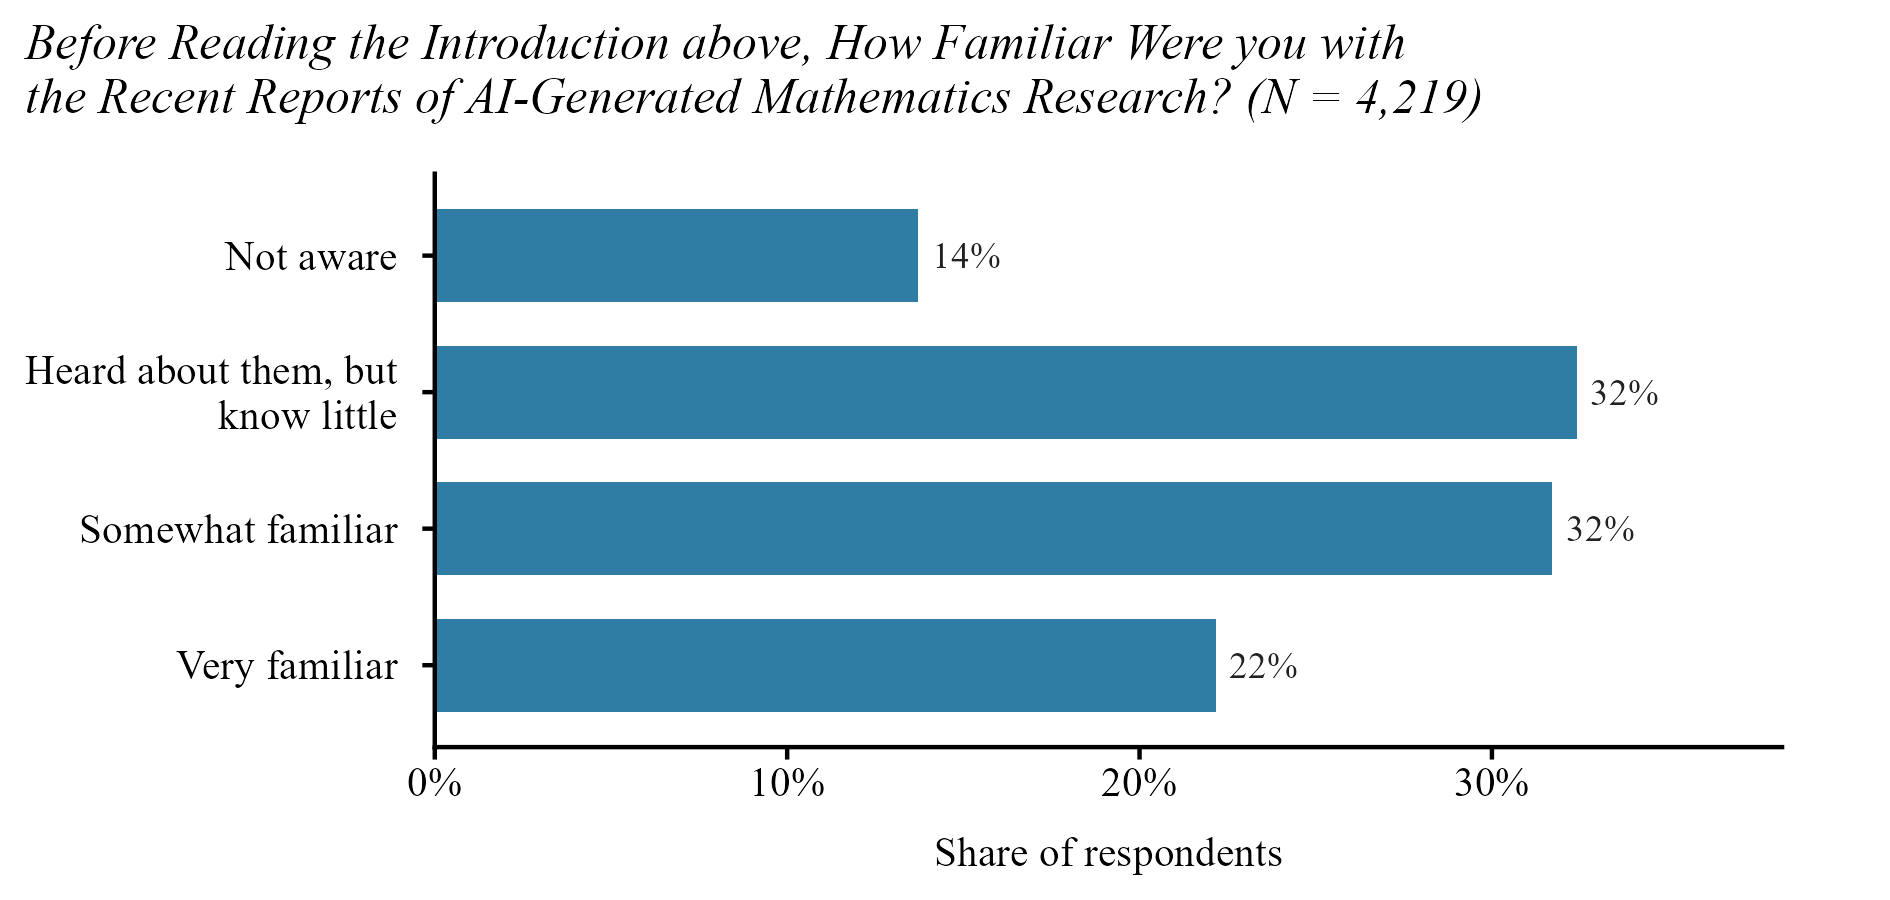 Before Reading the Introduction above, How Familiar Were you with
the Recent Reports of AI-Generated Mathematics Research? (N = 4,219)
Not aware
14%
Heard about them, but
know little
32%
Somewhat familiar
32%
Very familiar
22%
0%
10%
20%
30%
Share of respondents